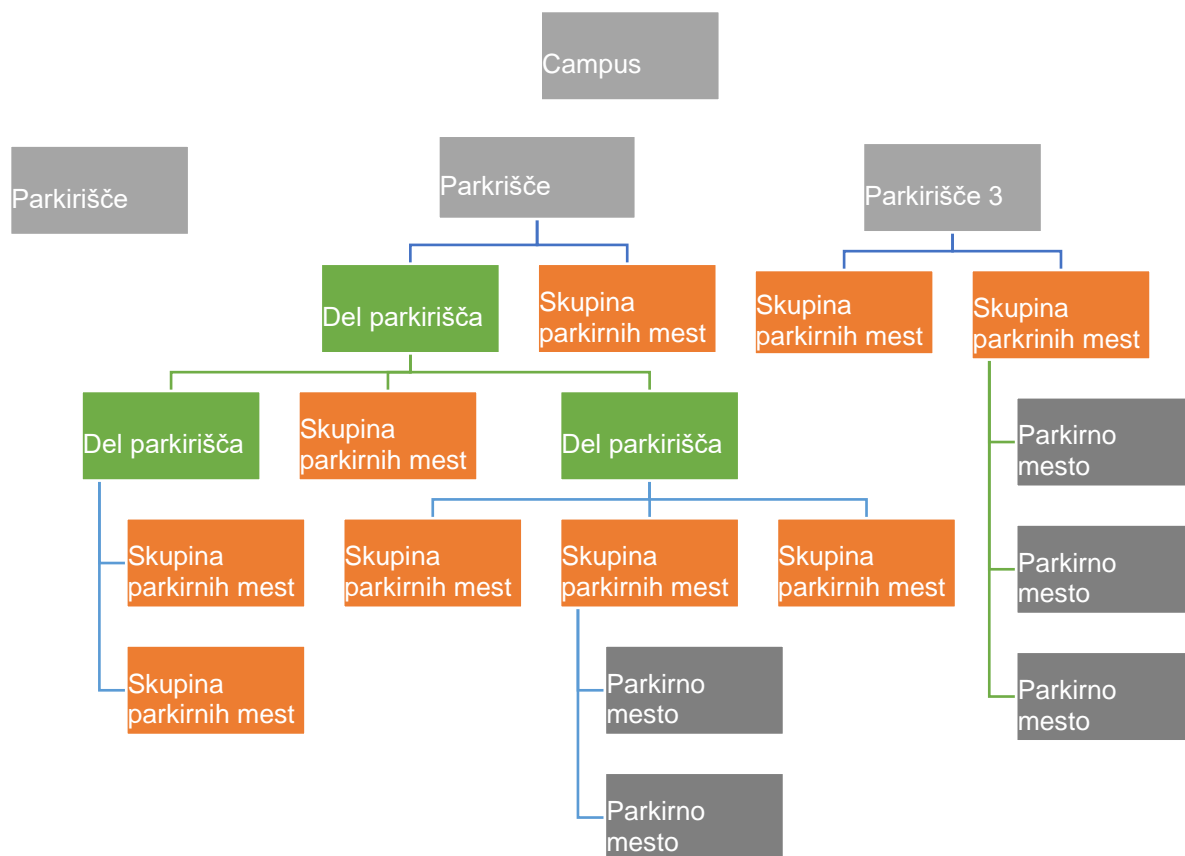 Campus
Parkirišče
Parkrišče
Parkirišče 3
Del parkirišča
Skupina
parkirnih mest
Skupina
parkirnih mest
Skupina
parkrinih mest
Del parkirišča
Skupina
parkirnih mest
Del parkirišča
Parkirno
mesto
Skupina
parkirnih mest
Skupina
parkirnih mest
Skupina
parkirnih mest
Skupina
parkirnih mest
Parkirno
mesto
Skupina
parkirnih mest
Parkirno
mesto
Parkirno
mesto
Parkirno
mesto